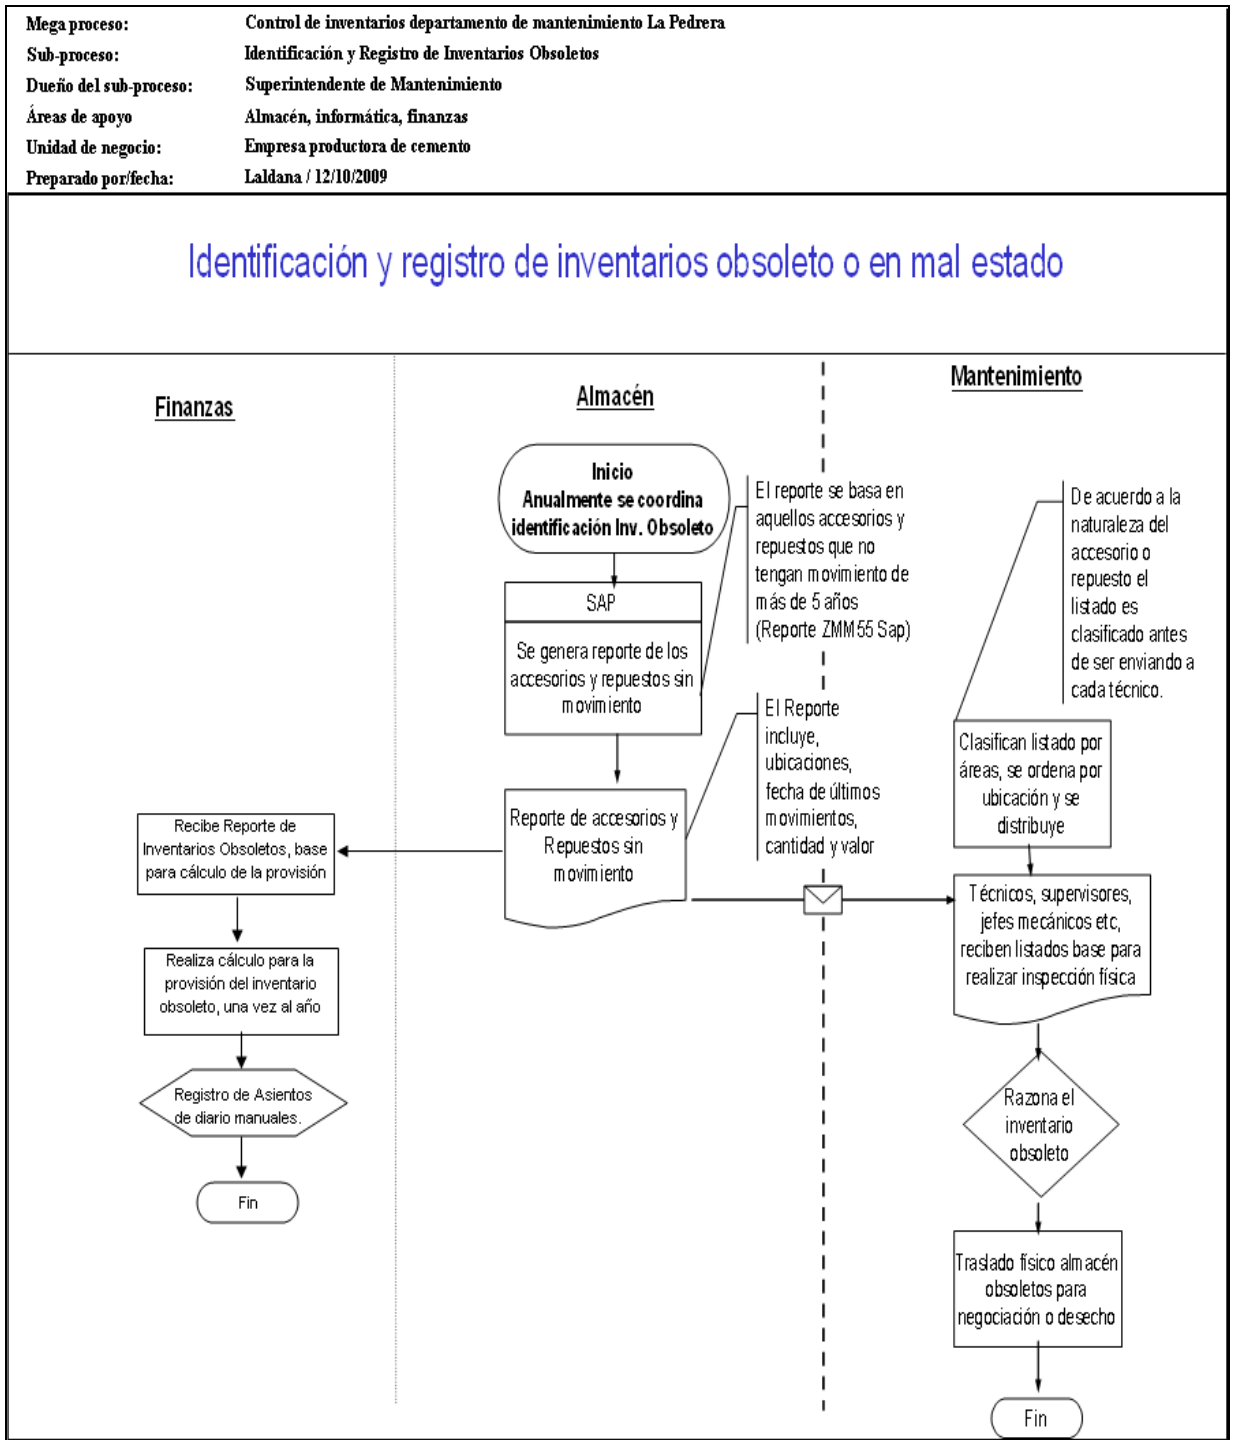 Mega proceso: Control de inventarios departamento de mantenimiento La Pedrera
Sub-proceso: Identificación y Registro de Inventarios Obsoletos
Dueño del sub-proceso: Superintendente de Mantenimiento
Áreas de apoyo Almacén, informática, finanzas
Unidad de negocio: Empresa productora de cemento
Preparado por/fecha: Laldana / 12/10/2009
Identificación y registro de inventarios obsoleto o en mal estado
Finanzas
Almacén
Mantenimiento
Inicio
Anualmente se coordina
identificación Inv. Obsoleto
SAP
Se genera reporte de los
accesorios y repuestos sin
movimiento
El reporte se basa en
aquellos accesorios y
repuestos que no
tengan movimiento de
más de 5 años
(Reporte ZMM55 Sap)
Reporte de accesorios y
Repuestos sin
movimiento
El Reporte
incluye,
ubicaciones,
fecha de últimos
movimientos,
cantidad y valor
Recibe Reporte de
Inventarios Obsoletos, base
para cálculo de la provisión
Realiza cálculo para la
provisión del inventario
obsoleto, una vez al año
Registro de Asientos
de diario manuales.
Fin
De acuerdo a la
naturaleza del
accesorio o
repuesto el
listado es
clasificado antes
de ser enviando a
cada técnico.
Clasifican listado por
áreas, se ordena por
ubicación y se
distribuye
Técnicos, supervisores,
jefes mecánicos etc,
reciben listados base para
realizar inspección física
Razona el
inventario
obsoleto
Traslado físico almacén
obsoletos para
negociación o desecho
Fin